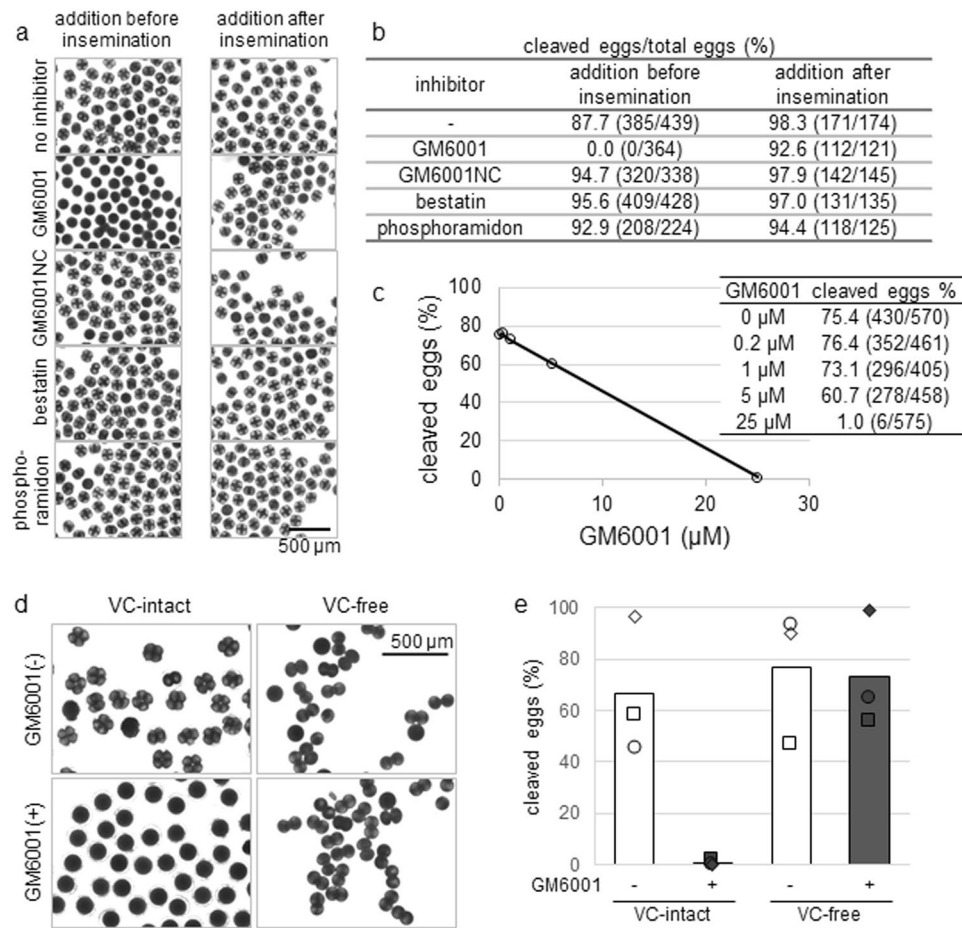 a
addition before
insemination
addition after
insemination
no inhibitor
GM6001
GM6001NC
bestatin
phospho-
ramidon
500 μm
b
cleaved eggs/total eggs (%)
inhibitor
addition before
insemination
addition after
insemination
- 87.7 (385/439) 98.3 (171/174)
GM6001 0.0 (0/364) 92.6 (112/121)
GM6001NC 94.7 (320/338) 97.9 (142/145)
bestatin 95.6 (409/428) 97.0 (131/135)
phosphoramidon 92.9 (208/224) 94.4 (118/125)
c
cleaved eggs (%)
100
80
60
40
20
0
0 10 20 30
GM6001 (μM)
GM6001 cleaved eggs %
0 μM 75.4 (430/570)
0.2 μM 76.4 (352/461)
1 μM 73.1 (296/405)
5 μM 60.7 (278/458)
25 μM 1.0 (6/575)
d
VC-intact VC-free
GM6001(-)
500 μm
GM6001(+)
e
cleaved eggs (%)
100
80
60
40
20
0
GM6001 - + - +
VC-intact VC-free